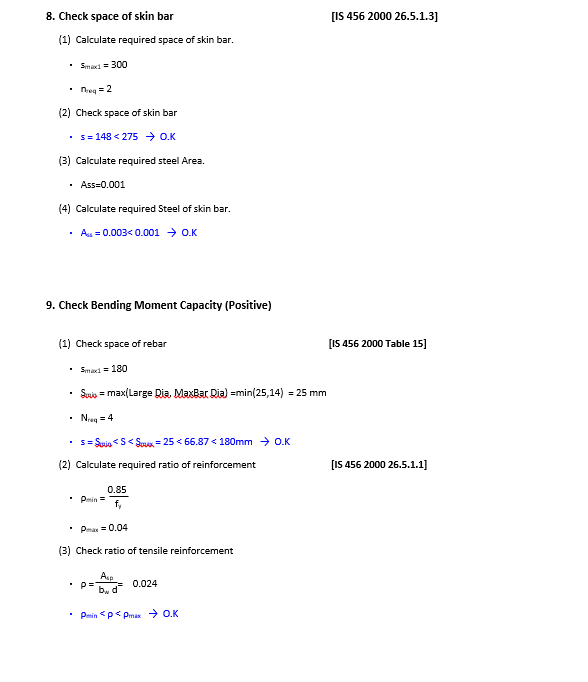 8. Check space of skin bar [IS 456 2000 26.5.1.3]
(1) Calculate required space of skin bar.
• smax1 = 300
• nreq = 2
(2) Check space of skin bar
• s = 148 < 275 → O.K
(3) Calculate required steel Area.
• Ass=0.001
(4) Calculate required Steel of skin bar.
• Ass = 0.003< 0.001 → O.K
9. Check Bending Moment Capacity (Positive)
(1) Check space of rebar [IS 456 2000 Table 15]
• smax1 = 180
• Smin = max(Large Dia, MaxBar Dia) =min(25,14) = 25 mm
• Nreq = 4
• s = Smin < S < Smax = 25 < 66.87 < 180mm → O.K
(2) Calculate required ratio of reinforcement [IS 456 2000 26.5.1.1]
• ρmin = 0.85 / fy
• ρmax = 0.04
(3) Check ratio of tensile reinforcement
• ρ = Asp / bw d = 0.024
• ρmin < ρ < ρmax → O.K